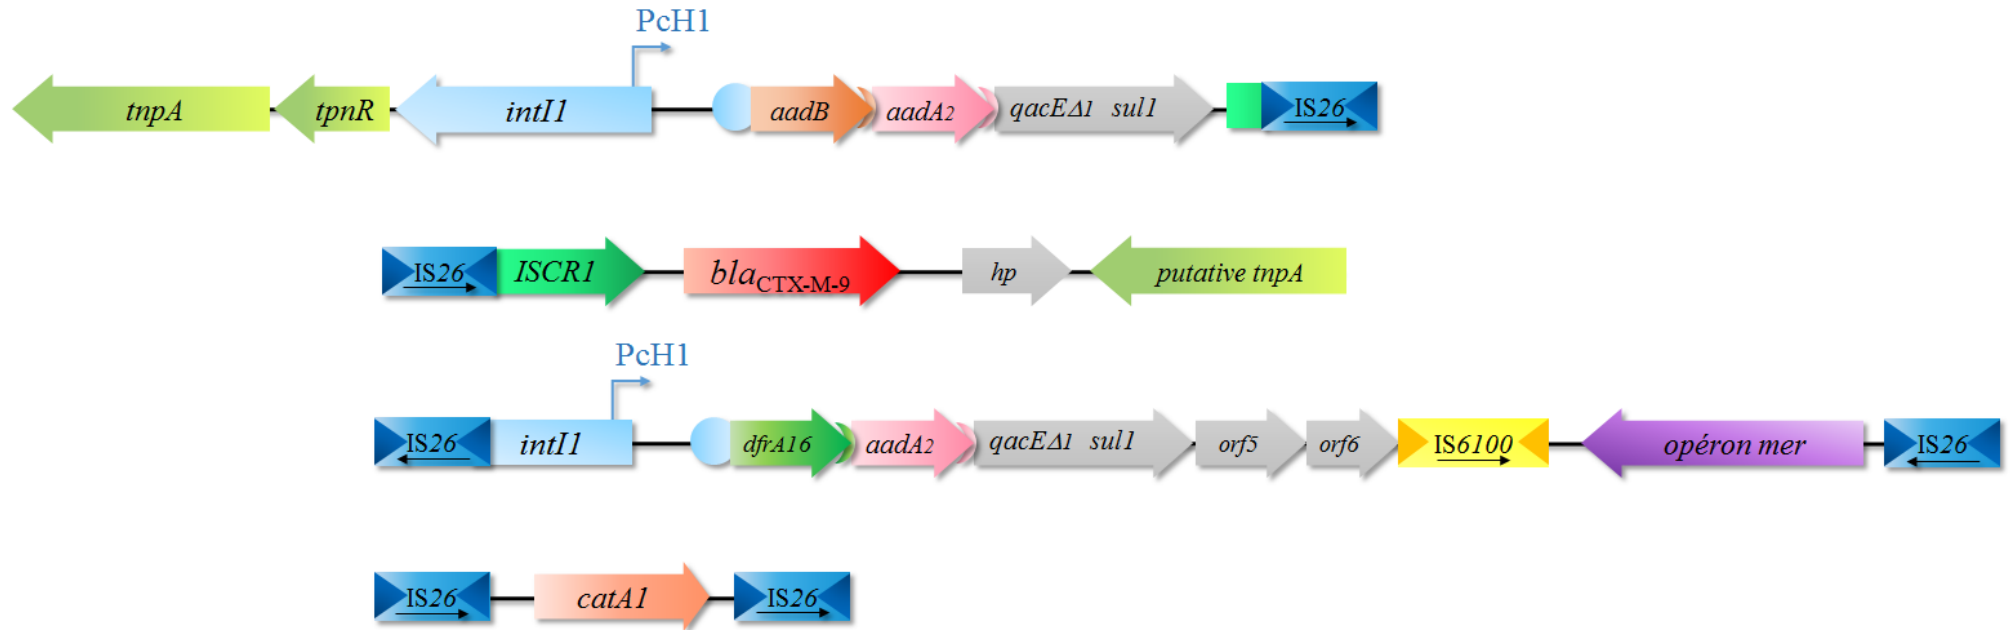 PcH1
tnpA tpnR intI1 aadB aadA2 qacEΔ1 sul1 IS26
IS26 ISCR1 blaCTX-M-9 hp putative tnpA
PcH1
IS26 intI1 dfrA16 aadA2 qacEΔ1 sul1 orf5 orf6 IS6100 opéron mer IS26
IS26 catA1 IS26